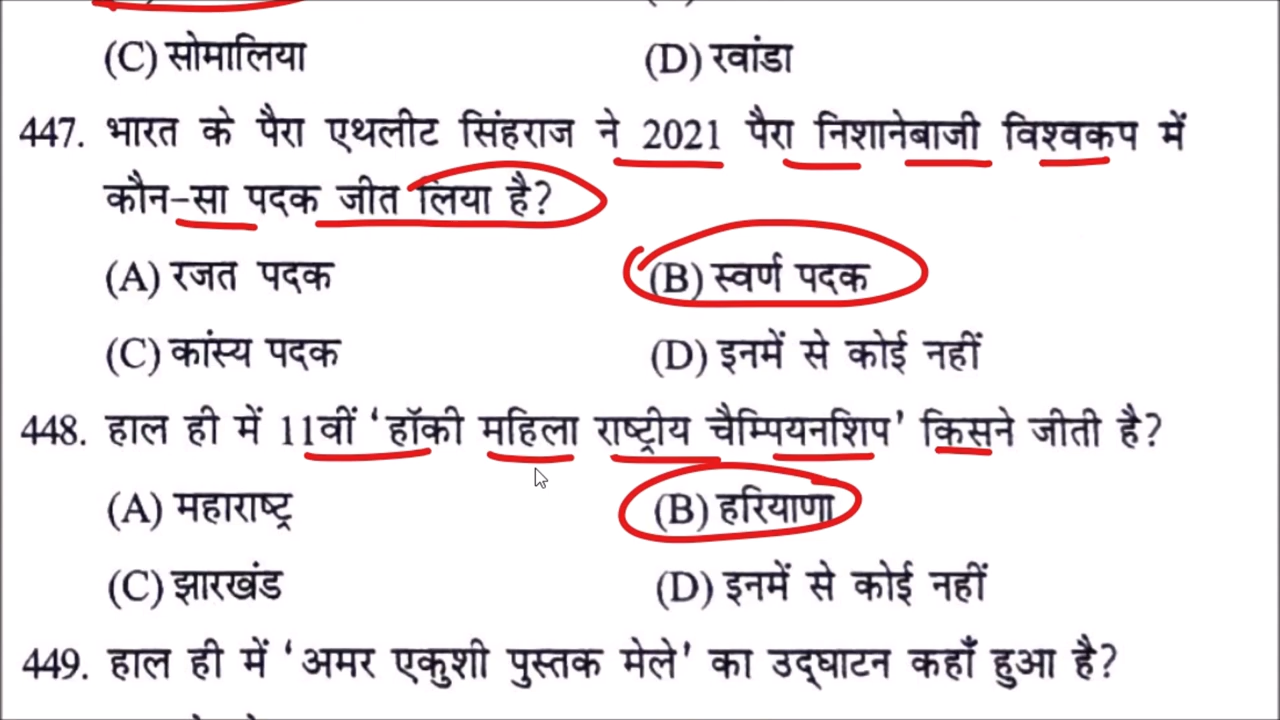 (C) सोमालिया (D) रवांडा
447. भारत के पैरा एथलीट सिंहराज ने 2021 पैरा निशानेबाजी विश्वकप में
कौन-सा पदक जीत लिया है?
(A) रजत पदक (B) स्वर्ण पदक
(C) कांस्य पदक (D) इनमें से कोई नहीं
448. हाल ही में 11वीं ‘हॉकी महिला राष्ट्रीय चैम्पियनशिप’ किसने जीती है?
(A) महाराष्ट्र (B) हरियाणा
(C) झारखंड (D) इनमें से कोई नहीं
449. हाल ही में ‘अमर एकुशी पुस्तक मेले’ का उद्घाटन कहाँ हुआ है?